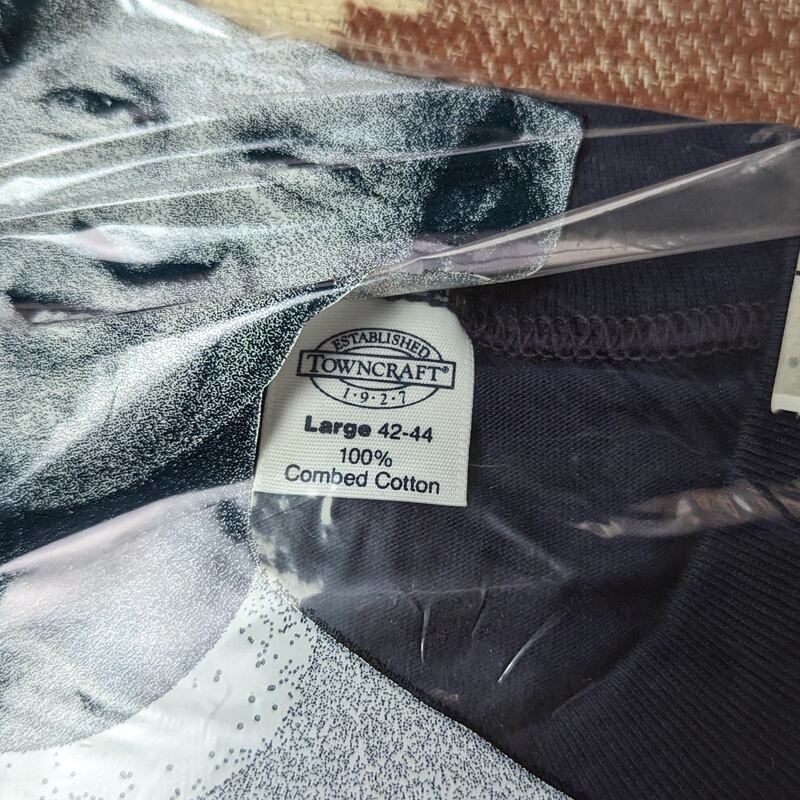 ESTABLISHED
TOWNCRAFT®
1·9·2·7
Large 42-44
100%
Combed Cotton